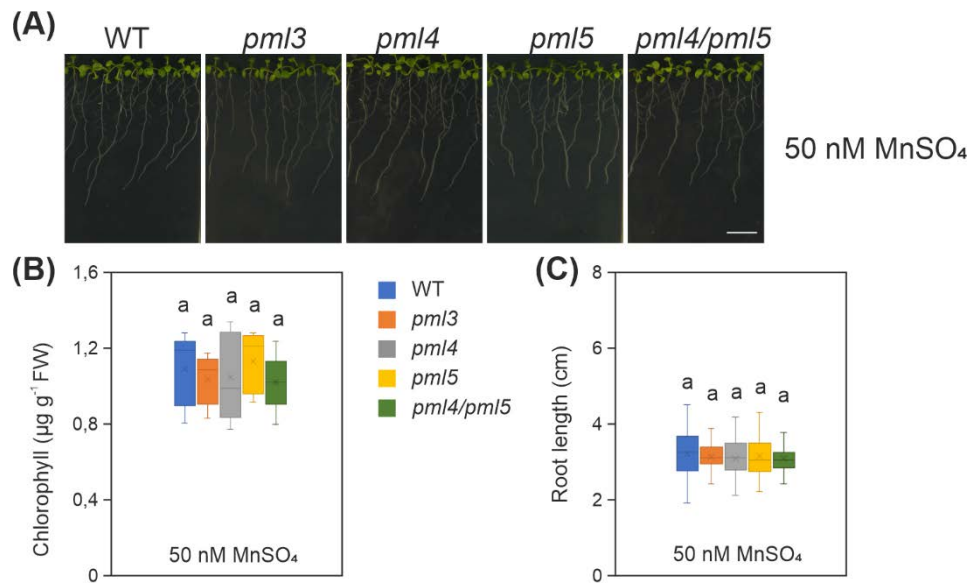 (A)
WT
pml3
pml4
pml5
pml4/pml5
50 nM MnSO₄
(B)
Chlorophyll (µg g⁻¹ FW)
1,6
1,2
0,8
0,4
0
a
a
a
a
a
50 nM MnSO₄
WT
pml3
pml4
pml5
pml4/pml5
(C)
Root length (cm)
8
6
4
2
0
a
a
a
a
a
50 nM MnSO₄